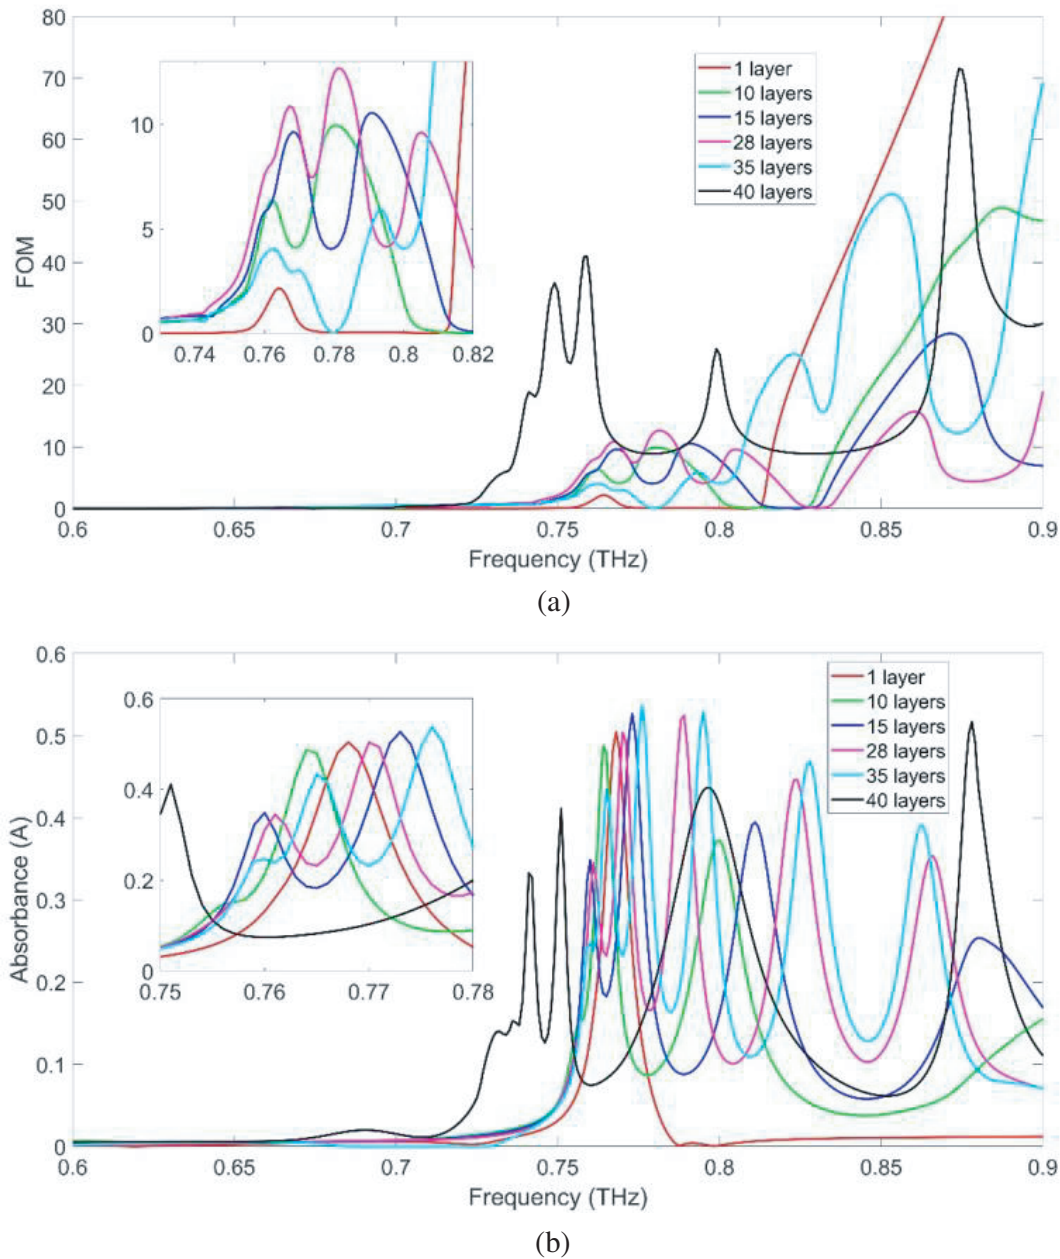 80
70
60
50
40
30
20
10
0
FOM
10
5
0
0.74 0.76 0.78 0.8 0.82
1 layer
10 layers
15 layers
28 layers
35 layers
40 layers
0.6 0.65 0.7 0.75 0.8 0.85 0.9
Frequency (THz)
(a)
0.6
0.5
0.4
0.3
0.2
0.1
0
Absorbance (A)
0.6
0.4
0.2
0
0.75 0.76 0.77 0.78
1 layer
10 layers
15 layers
28 layers
35 layers
40 layers
0.6 0.65 0.7 0.75 0.8 0.85 0.9
Frequency (THz)
(b)